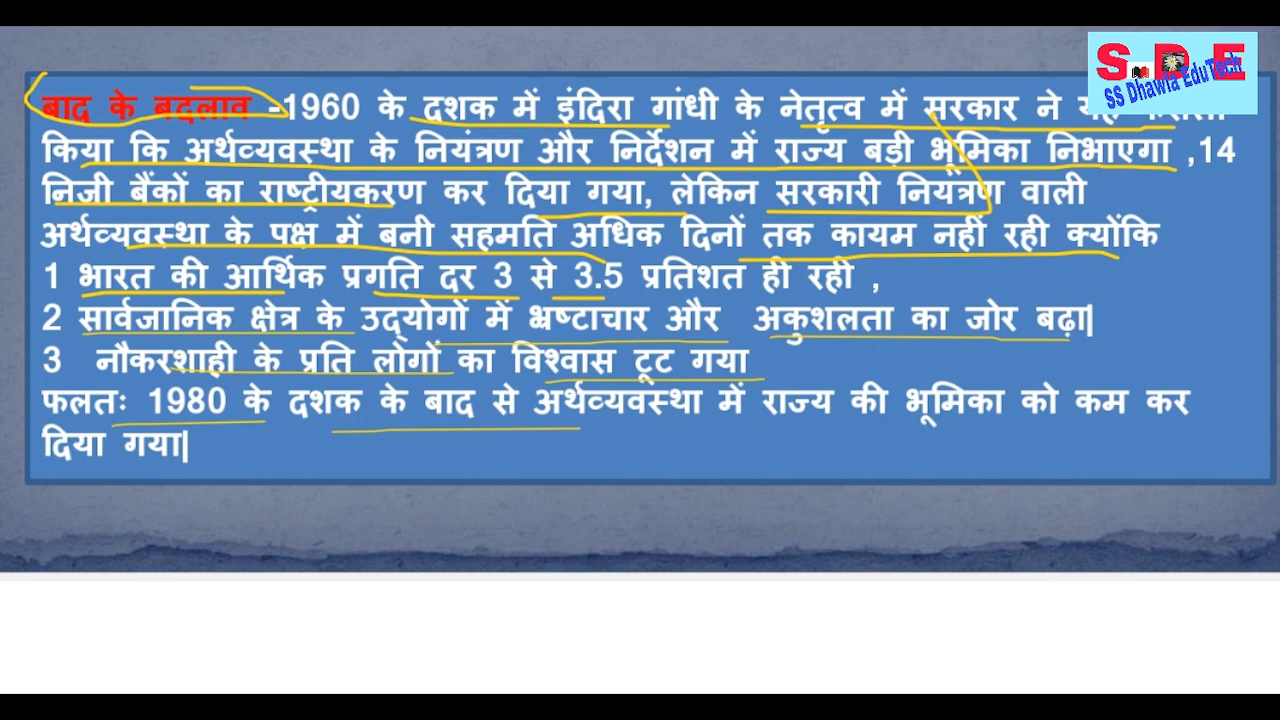 S D E
SS Dhawla EduTech
बाद के बदलाव -1960 के दशक में इंदिरा गांधी के नेतृत्व में सरकार ने यह
किया कि अर्थव्यवस्था के नियंत्रण और निर्देशन में राज्य बड़ी भूमिका निभाएगा ,14
निजी बैंकों का राष्ट्रीयकरण कर दिया गया, लेकिन सरकारी नियंत्रण वाली
अर्थव्यवस्था के पक्ष में बनी सहमति अधिक दिनों तक कायम नहीं रही क्योंकि
1 भारत की आर्थिक प्रगति दर 3 से 3.5 प्रतिशत ही रही ,
2 सार्वजानिक क्षेत्र के उद्योगों में भ्रष्टाचार और अकुशलता का जोर बढ़ा|
3 नौकरशाही के प्रति लोगों का विश्वास टूट गया
फलतः 1980 के दशक के बाद से अर्थव्यवस्था में राज्य की भूमिका को कम कर
दिया गया|